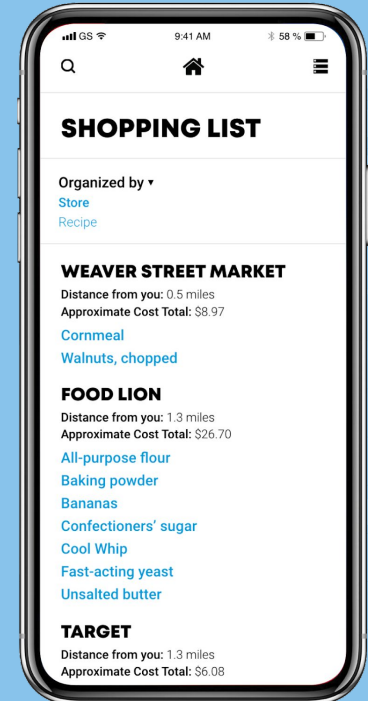 GS 9:41 AM 58 %
SHOPPING LIST
Organized by ▾
Store
Recipe
WEAVER STREET MARKET
Distance from you: 0.5 miles
Approximate Cost Total: $8.97
Cornmeal
Walnuts, chopped
FOOD LION
Distance from you: 1.3 miles
Approximate Cost Total: $26.70
All-purpose flour
Baking powder
Bananas
Confectioners’ sugar
Cool Whip
Fast-acting yeast
Unsalted butter
TARGET
Distance from you: 1.3 miles
Approximate Cost Total: $6.08